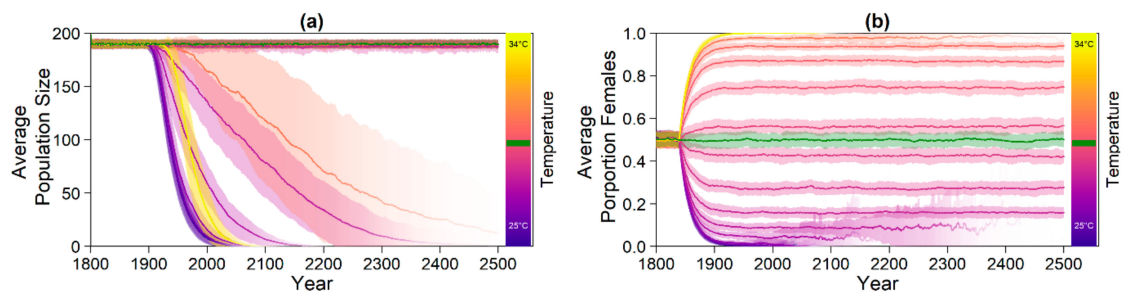 (a)
200
150
100
50
0
Average
Population Size
1800 1900 2000 2100 2200 2300 2400 2500
Year
34°C
25°C
Temperature
(b)
1.0
0.8
0.6
0.4
0.2
0.0
Average
Porportion Females
1800 1900 2000 2100 2200 2300 2400 2500
Year
34°C
25°C
Temperature